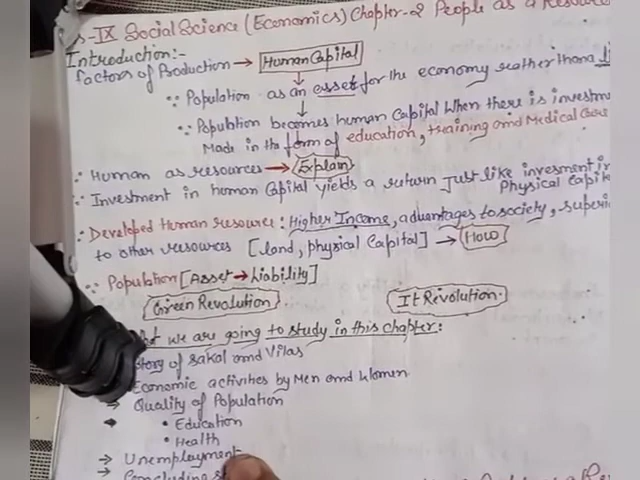 IX Social Science (Economics) Chapter-2 People as a Resource
Introduction:-
factors of Production → Human Capital
∵ Population as an asset for the economy rather than a
∵ Population becomes human Capital When there is investm
Made in the form of education, training and Medical Care
∴ Human as resources → Explain
∵ Investment in human Capital yields a return Just like invesment in
Physical Capital
∴ Developed Human resource: Higher Income, advantages to society, superi
to other resources [land, physical Capital] → How
∵ Population [Asset → Liability]
Green Revolution It Revolution
we are going to study in this chapter:
story of sakal and Vilas
Economic activities by Men and Women
→ Quality of Population
• Education
• Health
→ Unemployment
→ Concluding